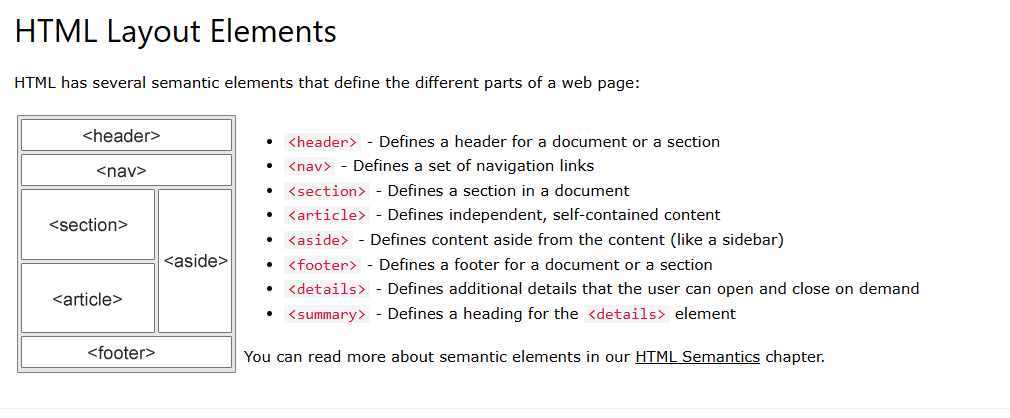 HTML Layout Elements
HTML has several semantic elements that define the different parts of a web page:
<header>
<nav>
<section>
<aside>
<article>
<footer>
<header> - Defines a header for a document or a section
<nav> - Defines a set of navigation links
<section> - Defines a section in a document
<article> - Defines independent, self-contained content
<aside> - Defines content aside from the content (like a sidebar)
<footer> - Defines a footer for a document or a section
<details> - Defines additional details that the user can open and close on demand
<summary> - Defines a heading for the <details> element
You can read more about semantic elements in our HTML Semantics chapter.